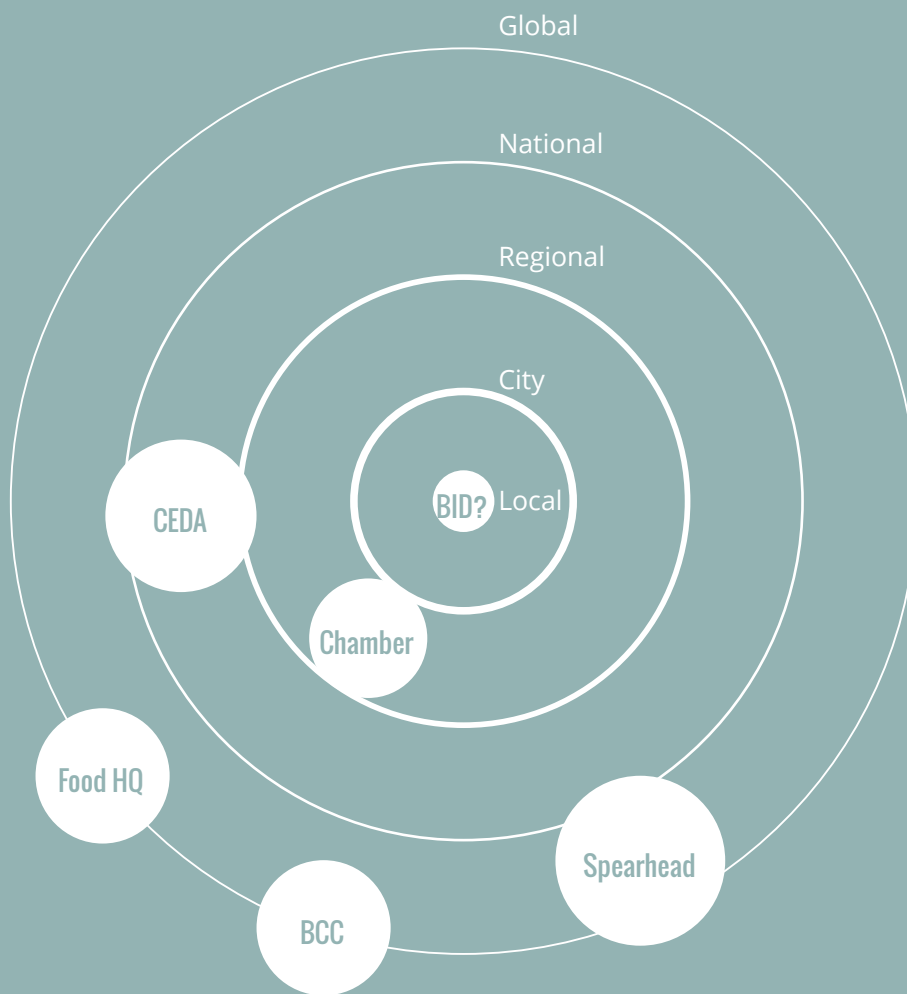 Global
National
Regional
City
BID?
Local
CEDA
Chamber
Food HQ
Spearhead
BCC